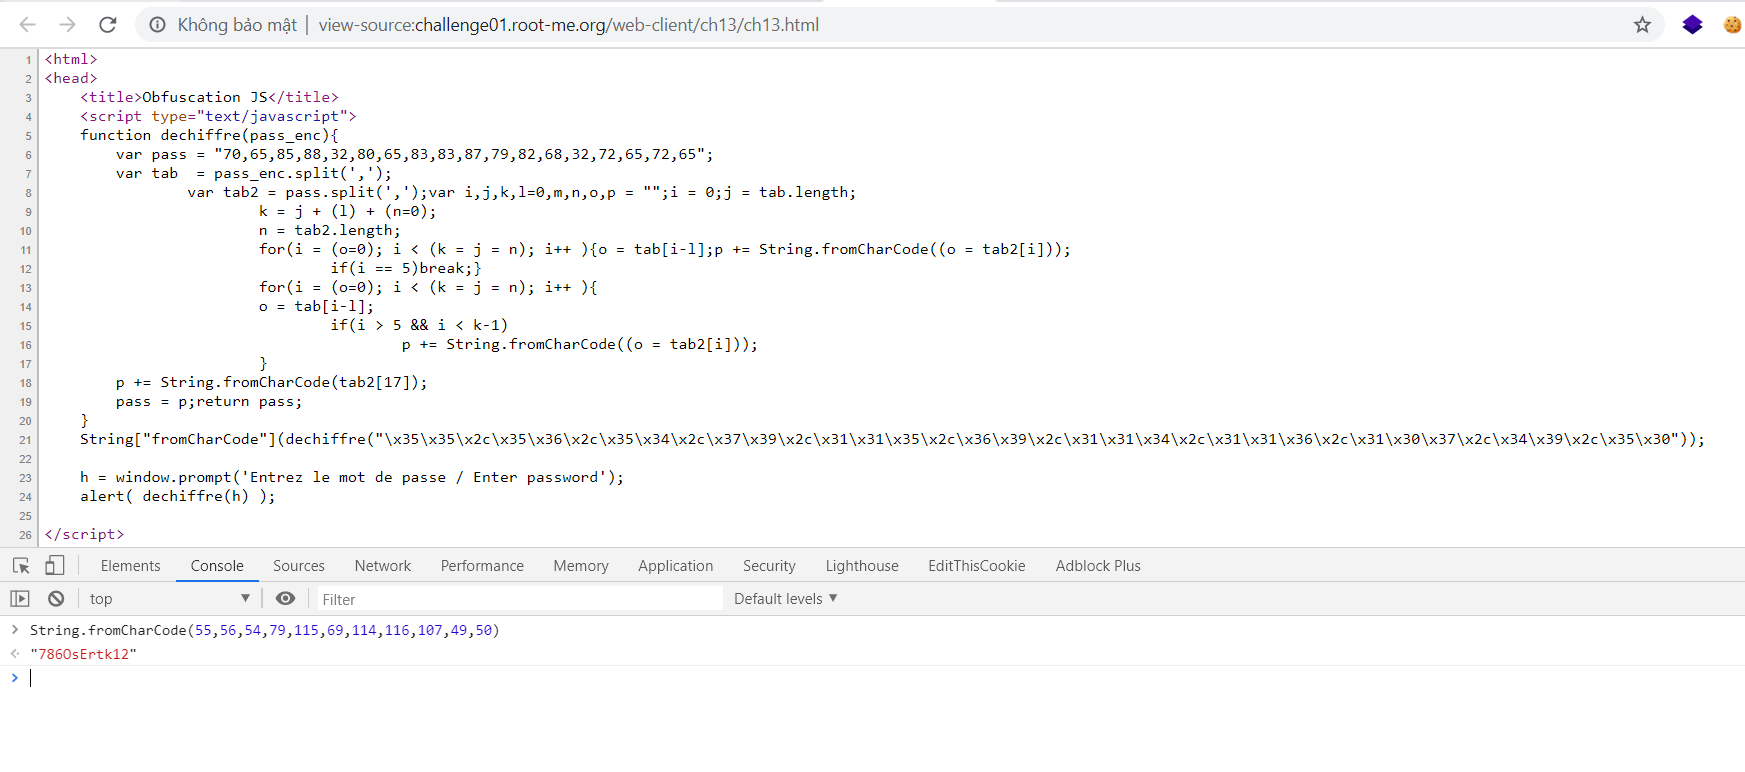 Không bảo mật | view-source:challenge01.root-me.org/web-client/ch13/ch13.html
1 <html>
2 <head>
3 <title>Obfuscation JS</title>
4 <script type="text/javascript">
5 function dechiffre(pass_enc){
6 var pass = "70,65,85,88,32,80,65,83,83,87,79,82,68,32,72,65,72,65";
7 var tab  = pass_enc.split(',');
8 var tab2 = pass.split(',');var i,j,k,l=0,m,n,o,p = "";i = 0;j = tab.length;
9 k = j + (l) + (n=0);
10 n = tab2.length;
11 for(i = (o=0); i < (k = j = n); i++ ){o = tab[i-l];p += String.fromCharCode((o = tab2[i]));
12 if(i == 5)break;}
13 for(i = (o=0); i < (k = j = n); i++ ){
14 o = tab[i-l];
15 if(i > 5 && i < k-1)
16 p += String.fromCharCode((o = tab2[i]));
17 }
18 p += String.fromCharCode(tab2[17]);
19 pass = p;return pass;
20 }
21 String["fromCharCode"](dechiffre("\x35\x35\x2c\x35\x36\x2c\x35\x34\x2c\x37\x39\x2c\x31\x31\x35\x2c\x36\x39\x2c\x31\x31\x34\x2c\x31\x31\x36\x2c\x31\x30\x37\x2c\x34\x39\x2c\x35\x30"));
22
23 h = window.prompt('Entrez le mot de passe / Enter password');
24 alert( dechiffre(h) );
25
26 </script>
Elements Console Sources Network Performance Memory Application Security Lighthouse EditThisCookie Adblock Plus
top Filter Default levels
> String.fromCharCode(55,56,54,79,115,69,114,116,107,49,50)
"786OsErtk12"
>